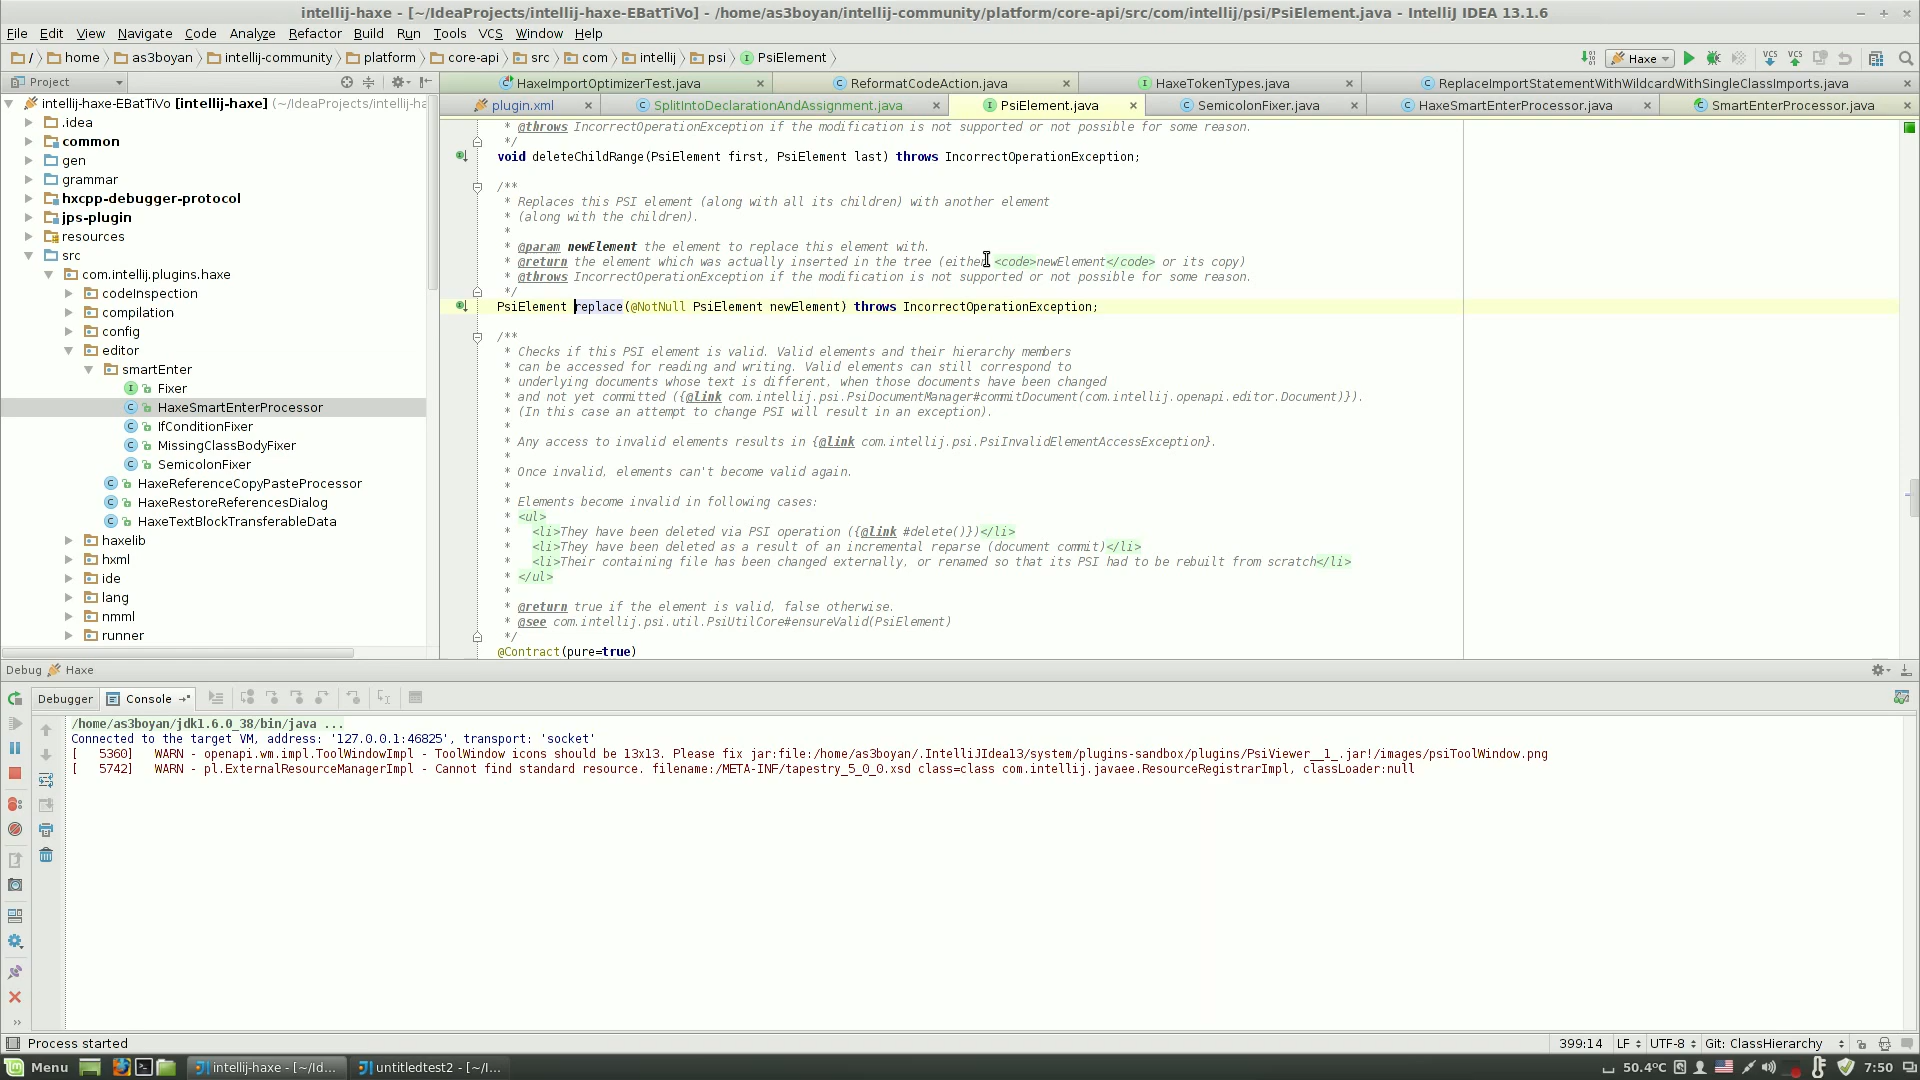 intellij-haxe - [~/IdeaProjects/intellij-haxe-EBatTiVo] - /home/as3boyan/intellij-community/platform/core-api/src/com/intellij/psi/PsiElement.java - IntelliJ IDEA 13.1.6
File Edit View Navigate Code Analyze Refactor Build Run Tools VCS Window Help
/ home as3boyan intellij-community platform core-api src com intellij psi PsiElement Haxe
Project
HaxeImportOptimizerTest.java ReformatCodeAction.java HaxeTokenTypes.java ReplaceImportStatementWithWildcardWithSingleClassImports.java
plugin.xml SplitIntoDeclarationAndAssignment.java PsiElement.java SemicolonFixer.java HaxeSmartEnterProcessor.java SmartEnterProcessor.java
intellij-haxe-EBatTiVo [intellij-haxe] (~/IdeaProjects/intellij-ha
.idea
common
gen
grammar
hxcpp-debugger-protocol
jps-plugin
resources
src
com.intellij.plugins.haxe
codeInspection
compilation
config
editor
smartEnter
Fixer
HaxeSmartEnterProcessor
IfConditionFixer
MissingClassBodyFixer
SemicolonFixer
HaxeReferenceCopyPasteProcessor
HaxeRestoreReferencesDialog
HaxeTextBlockTransferableData
haxelib
hxml
ide
lang
nmml
runner
* @throws IncorrectOperationException if the modification is not supported or not possible for some reason.
*/
void deleteChildRange(PsiElement first, PsiElement last) throws IncorrectOperationException;
/**
* Replaces this PSI element (along with all its children) with another element
* (along with the children).
*
* @param newElement the element to replace this element with.
* @return the element which was actually inserted in the tree (either <code>newElement</code> or its copy)
* @throws IncorrectOperationException if the modification is not supported or not possible for some reason.
*/
PsiElement replace(@NotNull PsiElement newElement) throws IncorrectOperationException;
/**
* Checks if this PSI element is valid. Valid elements and their hierarchy members
* can be accessed for reading and writing. Valid elements can still correspond to
* underlying documents whose text is different, when those documents have been changed
* and not yet committed ({@link com.intellij.psi.PsiDocumentManager#commitDocument(com.intellij.openapi.editor.Document)}).
* (In this case an attempt to change PSI will result in an exception).
*
* Any access to invalid elements results in {@link com.intellij.psi.PsiInvalidElementAccessException}.
*
* Once invalid, elements can't become valid again.
*
* Elements become invalid in following cases:
* <ul>
*   <li>They have been deleted via PSI operation ({@link #delete()})</li>
*   <li>They have been deleted as a result of an incremental reparse (document commit)</li>
*   <li>Their containing file has been changed externally, or renamed so that its PSI had to be rebuilt from scratch</li>
* </ul>
*
* @return true if the element is valid, false otherwise.
* @see com.intellij.psi.util.PsiUtilCore#ensureValid(PsiElement)
*/
@Contract(pure=true)
Debug Haxe
Debugger Console
/home/as3boyan/jdk1.6.0_38/bin/java ...
Connected to the target VM, address: '127.0.0.1:46825', transport: 'socket'
[   5360]   WARN - openapi.wm.impl.ToolWindowImpl - ToolWindow icons should be 13x13. Please fix jar:file:/home/as3boyan/.IntelliJIdea13/system/plugins-sandbox/plugins/PsiViewer__1_.jar!/images/psiToolWindow.png
[   5742]   WARN - pl.ExternalResourceManagerImpl - Cannot find standard resource. filename:/META-INF/tapestry_5_0_0.xsd class=class com.intellij.javaee.ResourceRegistrarImpl, classLoader:null
Process started 399:14 LF UTF-8 Git: ClassHierarchy
Menu intellij-haxe - [~/Id... untitledtest2 - [~/I... 50.4°C 7:50